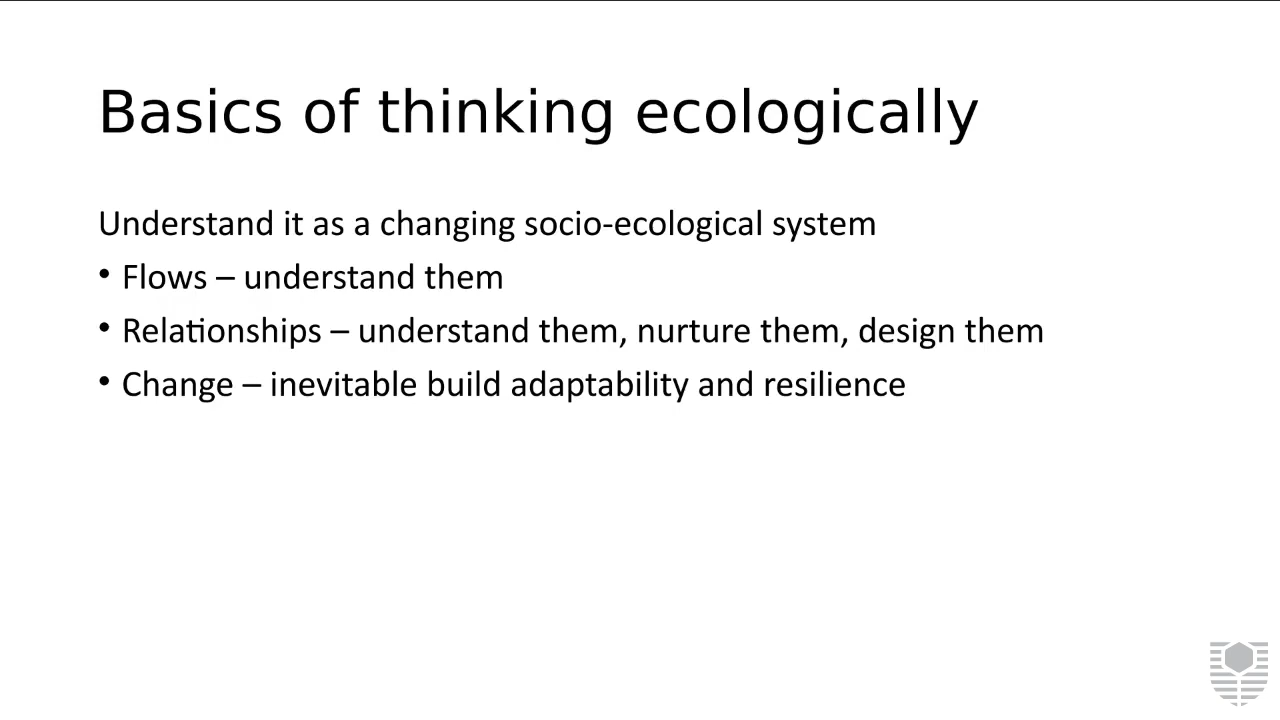 Basics of thinking ecologically
Understand it as a changing socio-ecological system
• Flows – understand them
• Relationships – understand them, nurture them, design them
• Change – inevitable build adaptability and resilience